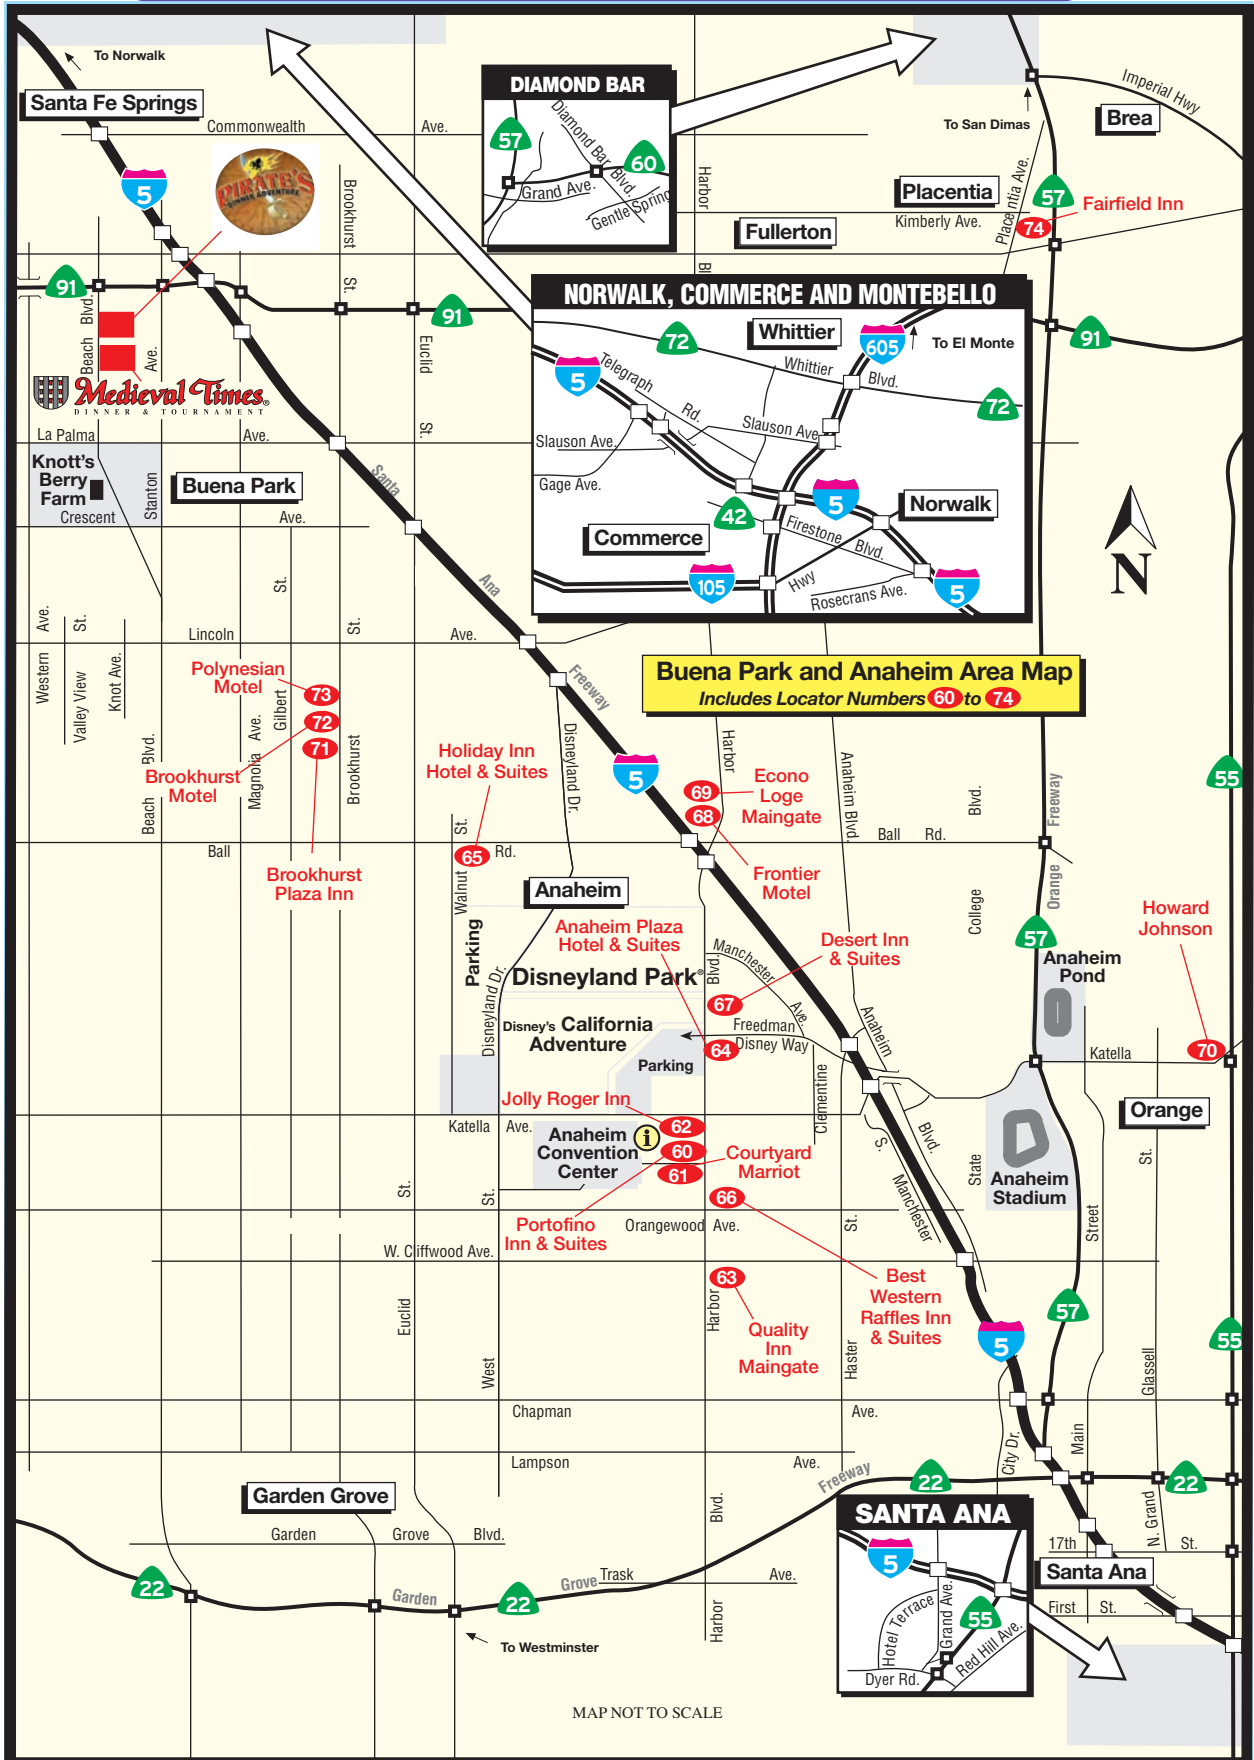 To Norwalk
Santa Fe Springs
Commonwealth Ave.
5
PIRATE'S
DINNER ADVENTURE
Brookhurst St.
DIAMOND BAR
57
60
Diamond Bar Blvd.
Grand Ave.
Gentle Spring
Harbor Bl
Imperial Hwy
To San Dimas
Brea
Placentia
Placentia Ave.
57
Fairfield Inn
74
Kimberly Ave.
Fullerton
91
91
91
Beach Blvd.
Ave.
Euclid St.
Medieval Times®
DINNER & TOURNAMENT
La Palma Ave.
Knott's
Berry
Farm
Crescent Ave.
Stanton
Buena Park
NORWALK, COMMERCE AND MONTEBELLO
Whittier
72
605
To El Monte
5
Telegraph Rd.
Whittier Blvd.
72
Slauson Ave.
Slauson Ave.
Gage Ave.
42
5
Norwalk
Commerce
Firestone Blvd.
105
Hwy
Rosecrans Ave.
5
N
Santa Ana Freeway
Western Ave.
Valley View St.
Knot Ave.
Lincoln Ave.
St.
St.
Buena Park and Anaheim Area Map
Includes Locator Numbers 60 to 74
Polynesian
Motel
73
72
71
Brookhurst
Motel
Brookhurst
Plaza Inn
Beach Blvd.
Magnolia Ave.
Gilbert
Brookhurst
Holiday Inn
Hotel & Suites
65
Walnut St.
Disneyland Dr.
5
Harbor
69
68
Econo
Loge
Maingate
Frontier
Motel
Anaheim Blvd.
Ball Rd.
Ball Rd.
College Blvd.
Orange Freeway
55
57
Anaheim
Parking
Disneyland Dr.
Anaheim Plaza
Hotel & Suites
Disneyland Park®
Blvd.
Manchester Ave.
Desert Inn
& Suites
67
Disney's California
Adventure
Parking
64
Freedman
Disney Way
Clementine
Anaheim Blvd.
Anaheim
Pond
Howard
Johnson
70
Katella
Orange
Jolly Roger Inn
62
Katella Ave.
Anaheim
Convention
Center
i
60
61
Courtyard
Marriot
66
Portofino
Inn & Suites
Orangewood Ave.
S. Manchester
State
Anaheim
Stadium
Street
St.
St.
St.
St.
W. Cliffwood Ave.
63
Quality
Inn
Maingate
Best
Western
Raffles Inn
& Suites
Euclid
West
Harbor
Haster
57
5
55
Glassell
Chapman Ave.
Lampson Ave.
City Dr.
Main
Freeway
22
22
N. Grand
Garden Grove
Garden Grove Blvd.
22
Garden Grove
22
Trask Ave.
Harbor Blvd.
To Westminster
SANTA ANA
5
Hotel Terrace
Grand Ave.
55
Dyer Rd.
Red Hill Ave.
17th St.
Santa Ana
First St.
MAP NOT TO SCALE